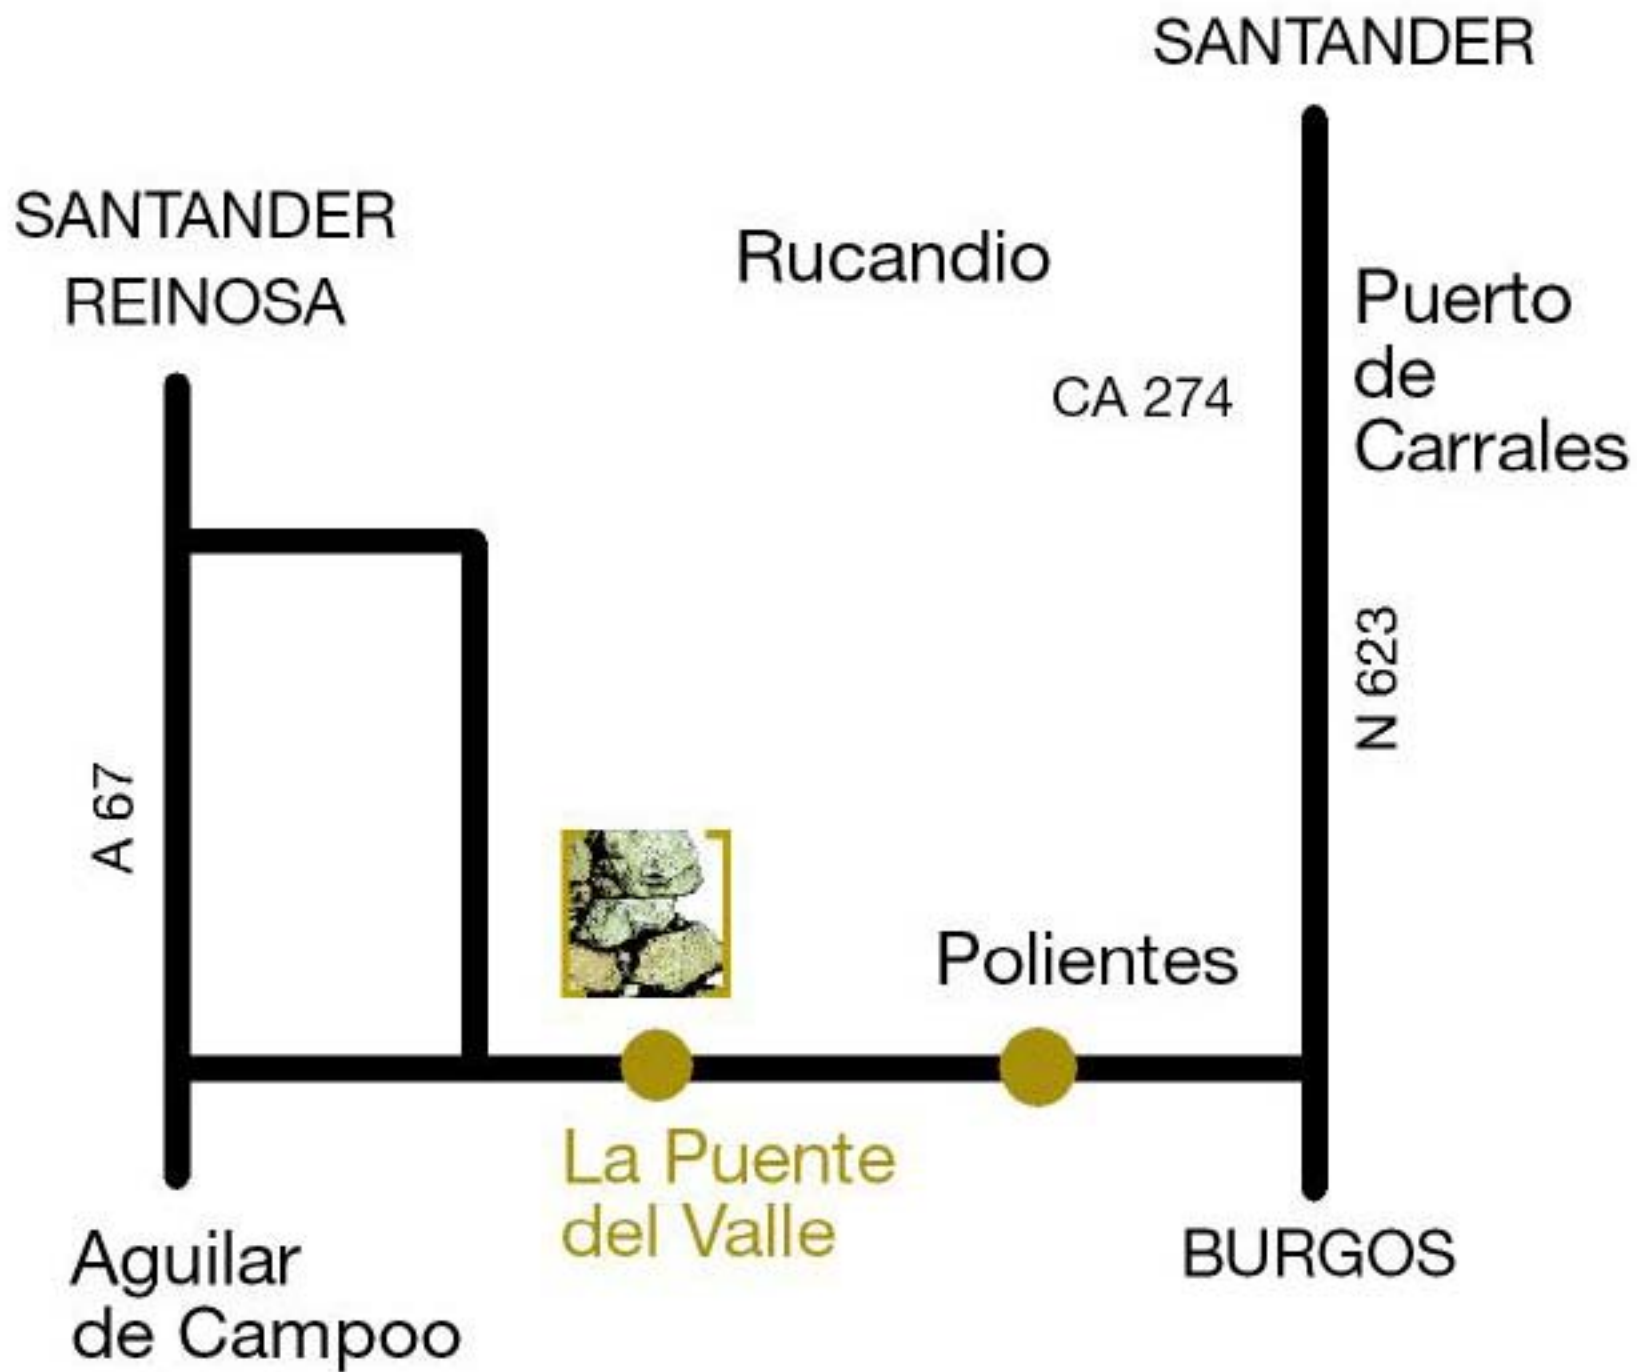 SANTANDER
SANTANDER
REINOSA
Rucandio
Puerto
de
Carrales
CA 274
N 623
A 67
Polientes
La Puente
del Valle
Aguilar
de Campoo
BURGOS